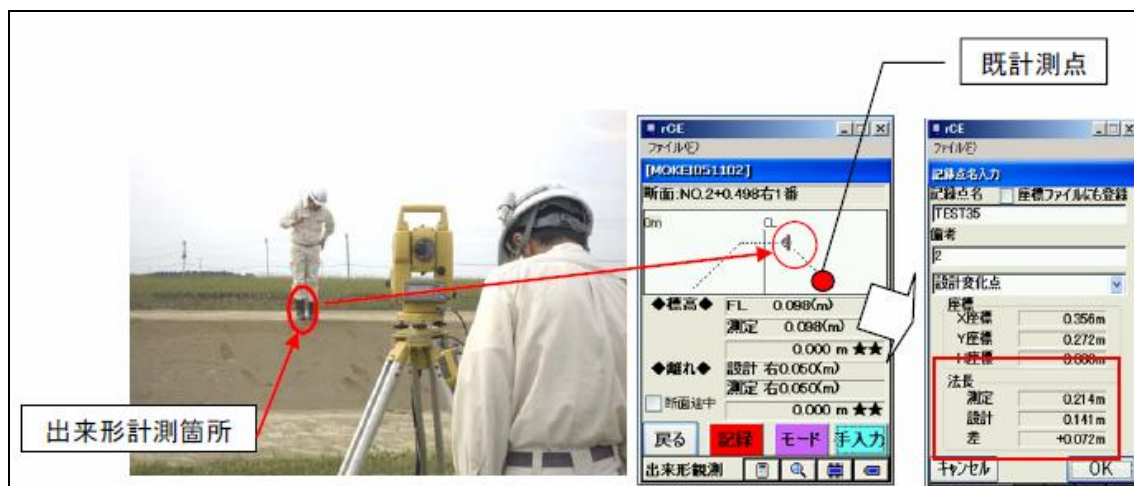 既計測点
出来形計測箇所
rCE
ファイル(F)
[MOKEI051102]
断面:NO.2+0.498右1番
0m
CL
◆標高◆ FL 0.098(m)
測定 0.098(m)
0.000 m ★★
◆離れ◆ 設計 右0.050(m)
測定 右0.050(m)
断面途中
0.000 m ★★
戻る 記録 モード 手入力
出来形観測
rCE
ファイル(F)
記録点名入力
記録点名 座標ファイルにも登録
TEST35
備考
2
設計変化点
座標
X座標 0.356m
Y座標 0.272m
法長
測定 0.214m
設計 0.141m
差 +0.072m
キャンセル OK